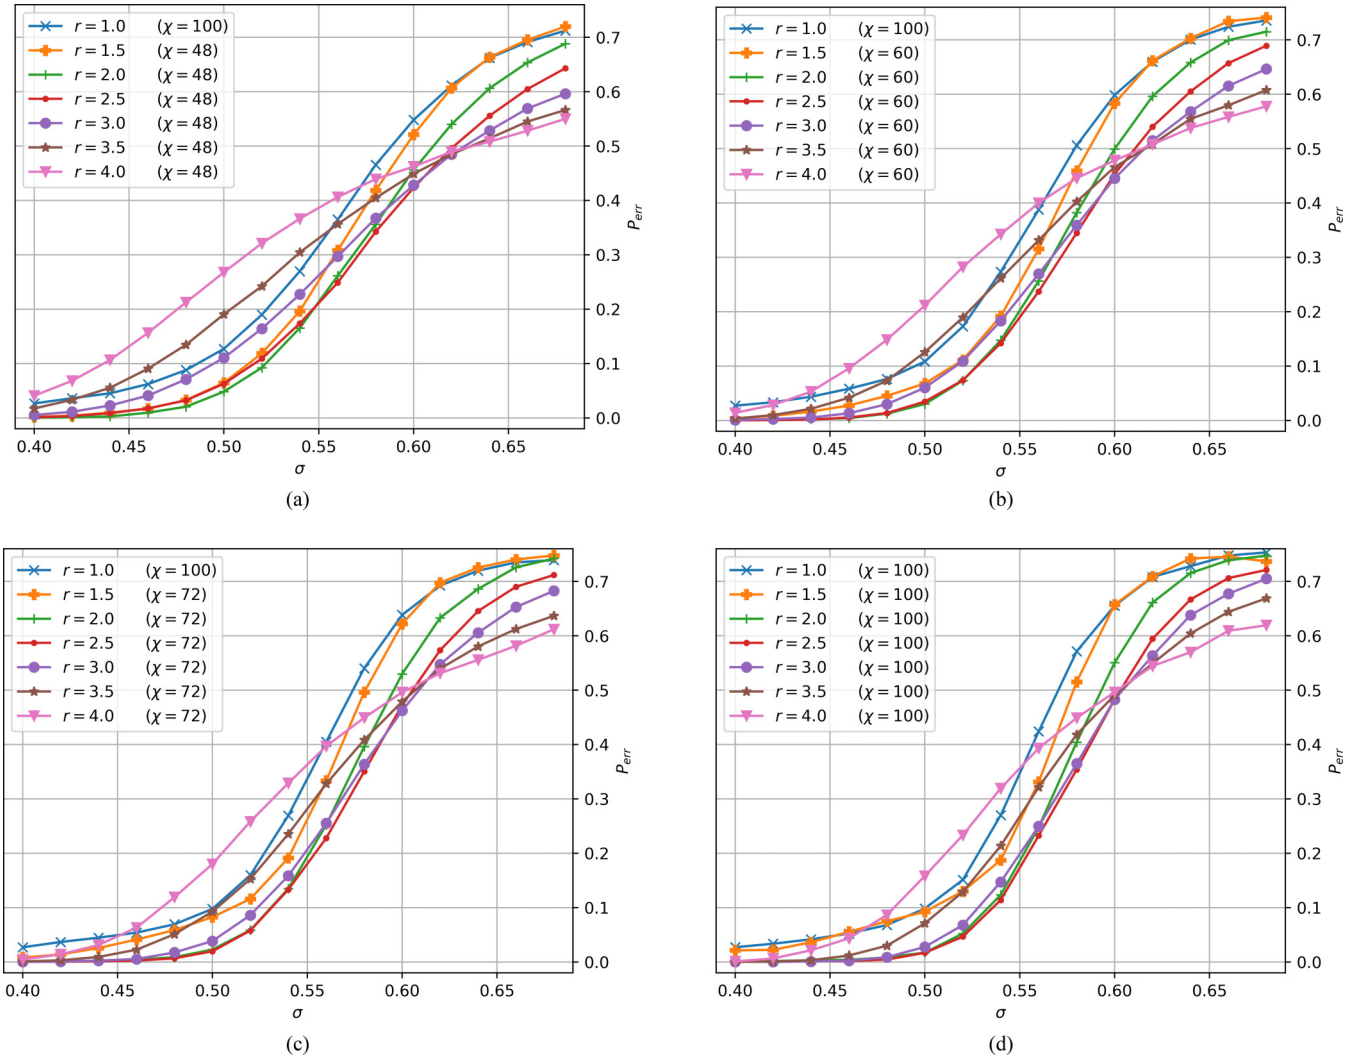 r = 1.0 (χ = 100)
r = 1.5 (χ = 48)
r = 2.0 (χ = 48)
r = 2.5 (χ = 48)
r = 3.0 (χ = 48)
r = 3.5 (χ = 48)
r = 4.0 (χ = 48)
0.7
0.6
0.5
0.4
0.3
0.2
0.1
0.0
P_err
0.40 0.45 0.50 0.55 0.60 0.65
σ
(a)
r = 1.0 (χ = 100)
r = 1.5 (χ = 60)
r = 2.0 (χ = 60)
r = 2.5 (χ = 60)
r = 3.0 (χ = 60)
r = 3.5 (χ = 60)
r = 4.0 (χ = 60)
0.7
0.6
0.5
0.4
0.3
0.2
0.1
0.0
P_err
0.40 0.45 0.50 0.55 0.60 0.65
σ
(b)
r = 1.0 (χ = 100)
r = 1.5 (χ = 72)
r = 2.0 (χ = 72)
r = 2.5 (χ = 72)
r = 3.0 (χ = 72)
r = 3.5 (χ = 72)
r = 4.0 (χ = 72)
0.7
0.6
0.5
0.4
0.3
0.2
0.1
0.0
P_err
0.40 0.45 0.50 0.55 0.60 0.65
σ
(c)
r = 1.0 (χ = 100)
r = 1.5 (χ = 100)
r = 2.0 (χ = 100)
r = 2.5 (χ = 100)
r = 3.0 (χ = 100)
r = 3.5 (χ = 100)
r = 4.0 (χ = 100)
0.7
0.6
0.5
0.4
0.3
0.2
0.1
0.0
P_err
0.40 0.45 0.50 0.55 0.60 0.65
σ
(d)